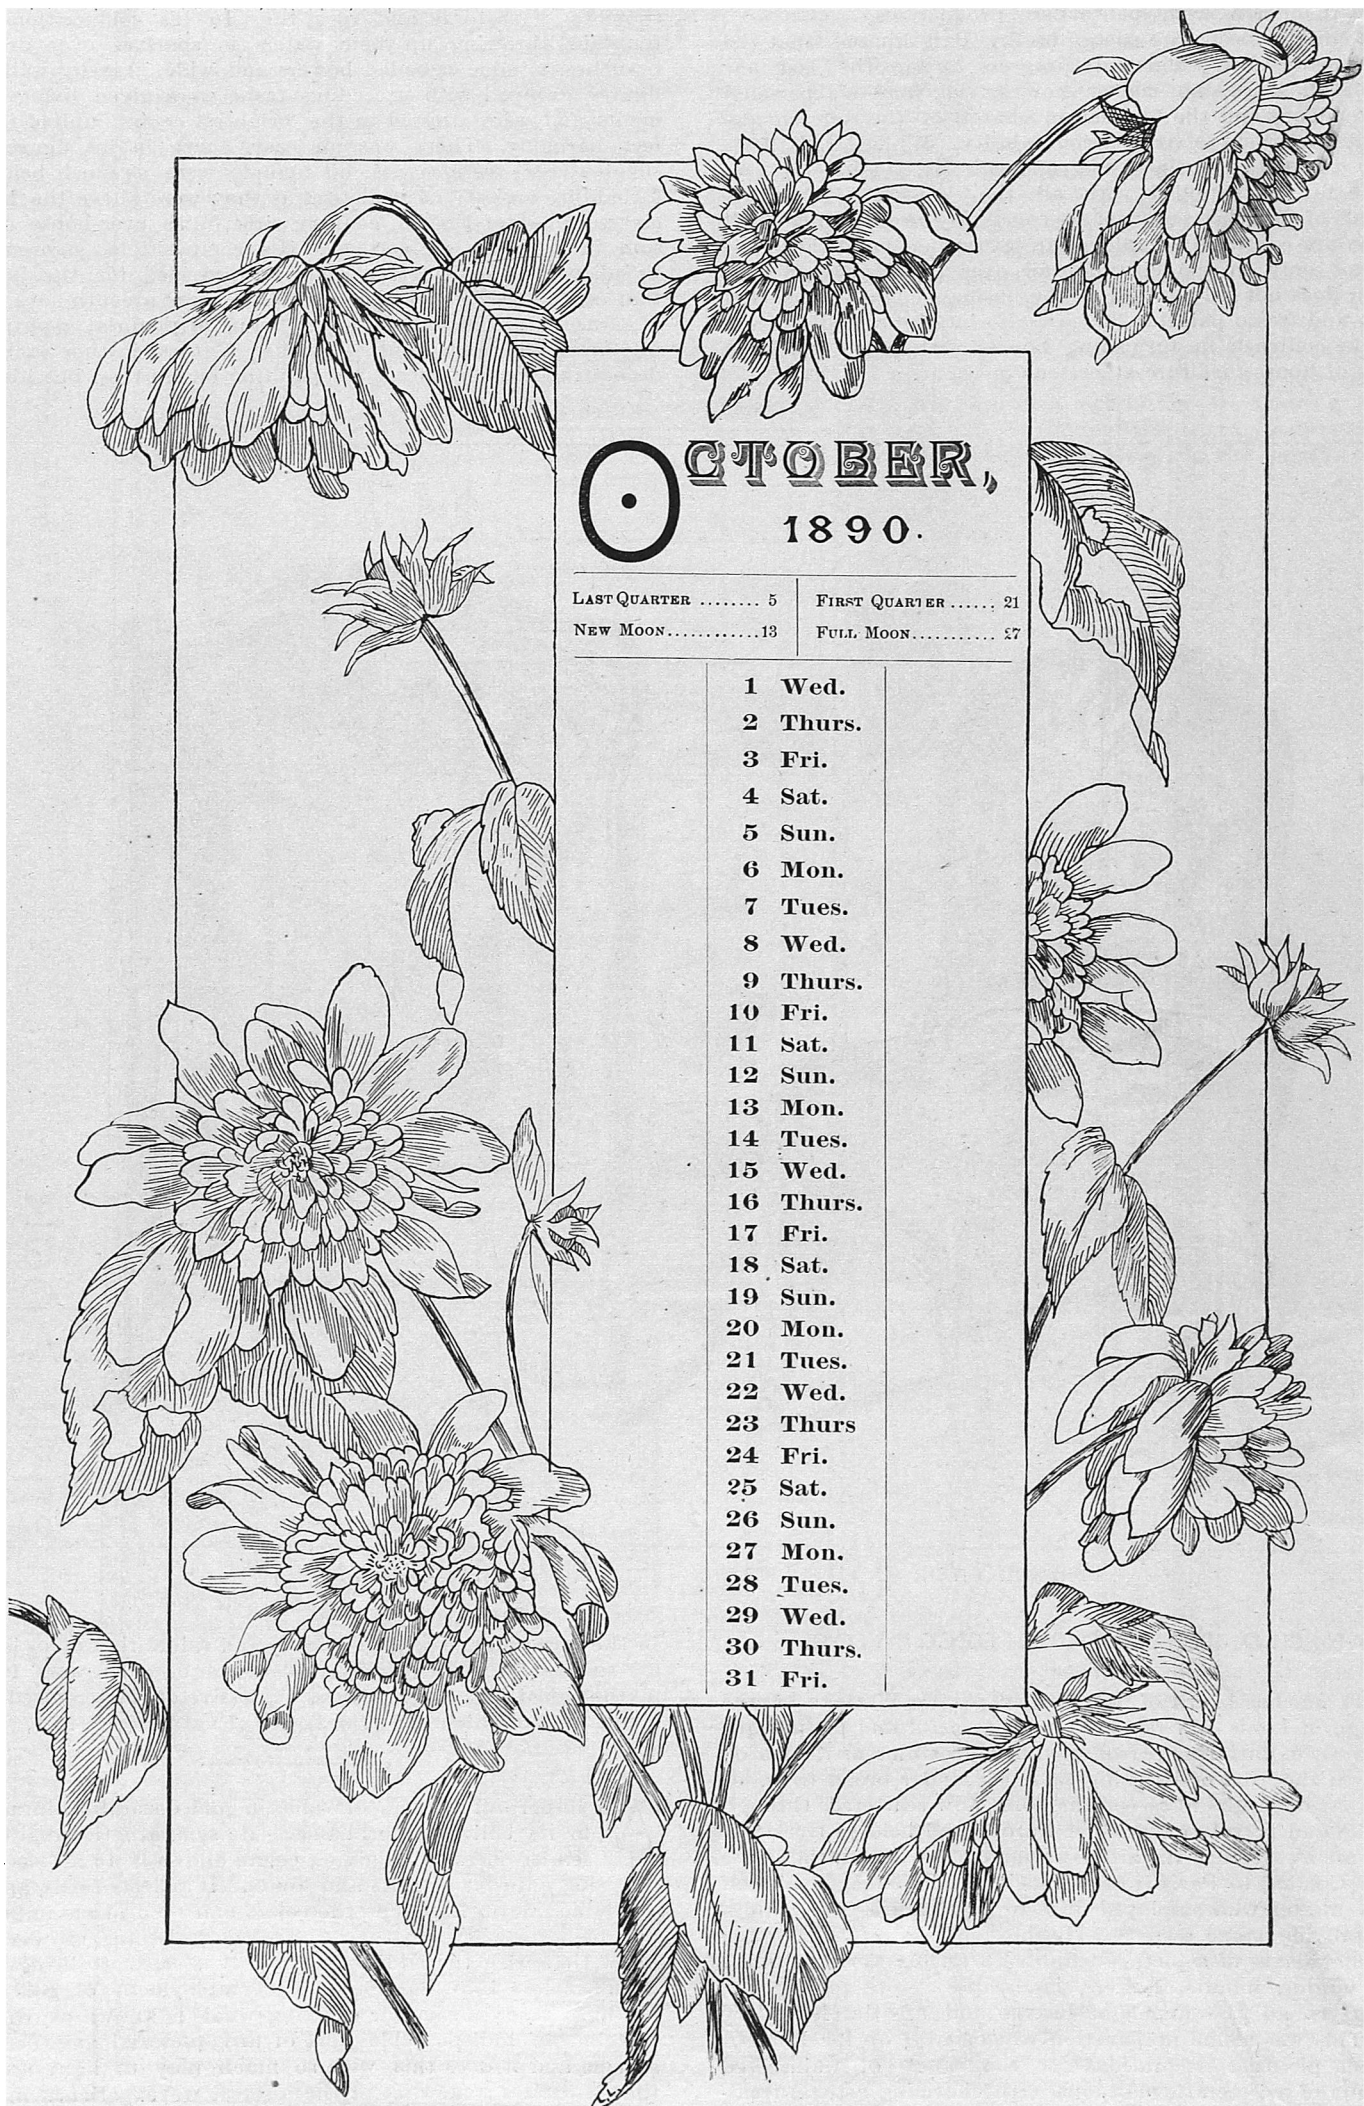 OCTOBER,
1890.
LAST QUARTER ........ 5
NEW MOON............13
FIRST QUARTER ...... 21
FULL MOON........... 27
1 Wed.
2 Thurs.
3 Fri.
4 Sat.
5 Sun.
6 Mon.
7 Tues.
8 Wed.
9 Thurs.
10 Fri.
11 Sat.
12 Sun.
13 Mon.
14 Tues.
15 Wed.
16 Thurs.
17 Fri.
18 Sat.
19 Sun.
20 Mon.
21 Tues.
22 Wed.
23 Thurs
24 Fri.
25 Sat.
26 Sun.
27 Mon.
28 Tues.
29 Wed.
30 Thurs.
31 Fri.